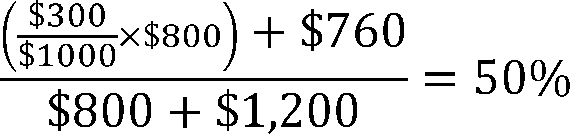 ($300/$1000×$800) + $760
$800 + $1,200
= 50%